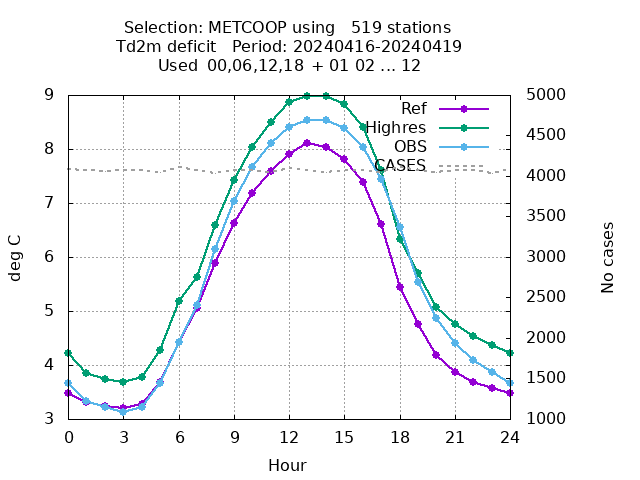 Selection: METCOOP using   519 stations
Td2m deficit   Period: 20240416-20240419
Used  00,06,12,18  + 01 02 ... 12
9 5000
Ref
4500
Highres
8
OBS
CASES
4000
7
3500
6 3000
deg C
No cases
2500
5
2000
4
1500
3 1000
0 3 6 9 12 15 18 21 24
Hour